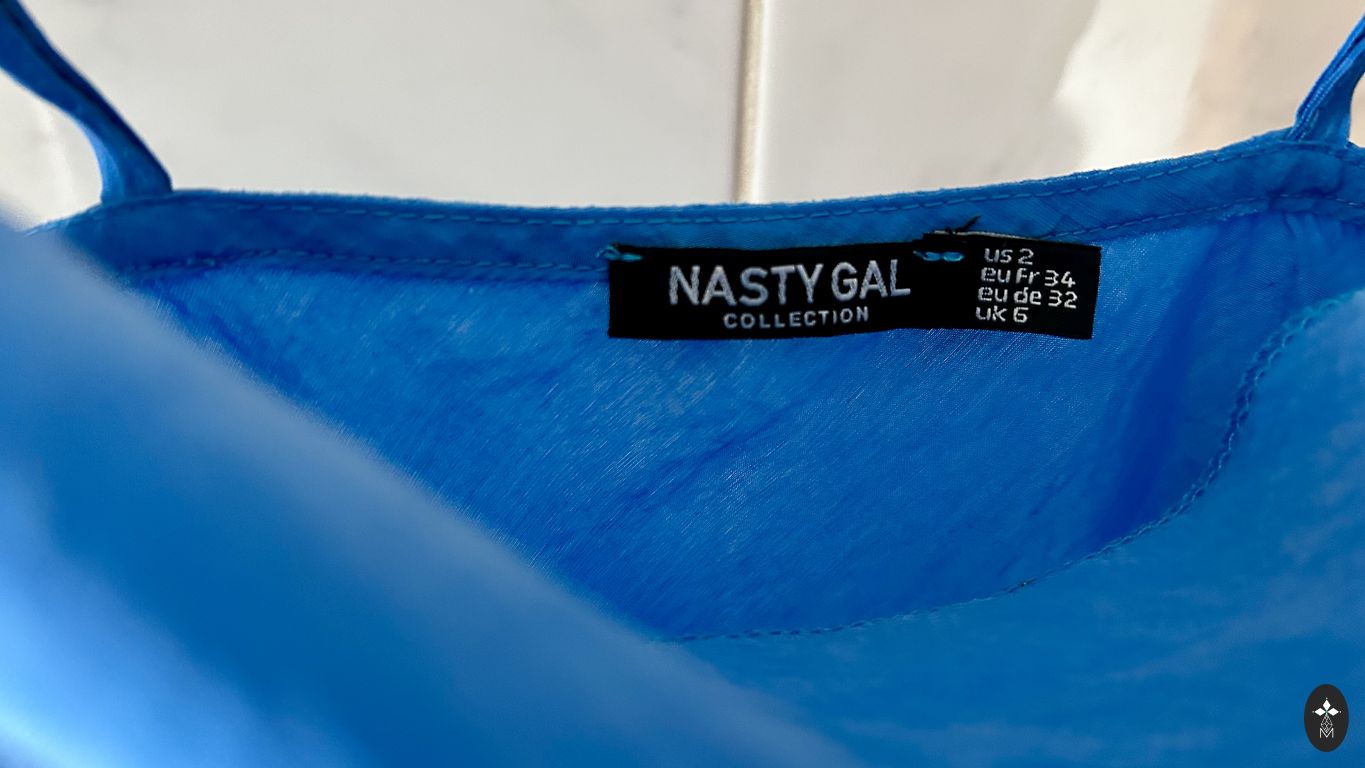 NASTY GAL
COLLECTION
us 2
eu fr 34
eu de 32
uk 6
M